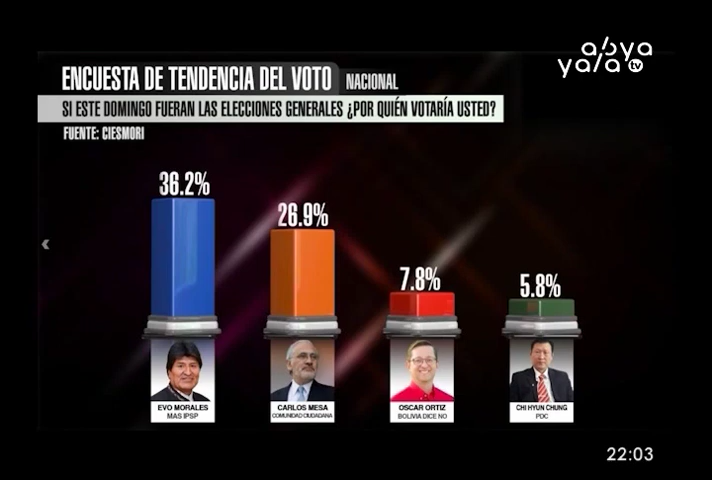 abya
yala tv
ENCUESTA DE TENDENCIA DEL VOTO NACIONAL
SI ESTE DOMINGO FUERAN LAS ELECCIONES GENERALES ¿POR QUIÉN VOTARÍA USTED?
FUENTE: CIESMORI
36.2%
26.9%
7.8%
5.8%
EVO MORALES
MAS IPSP
CARLOS MESA
COMUNIDAD CIUDADANA
OSCAR ORTIZ
BOLIVIA DICE NO
CHI HYUN CHUNG
PDC
22:03